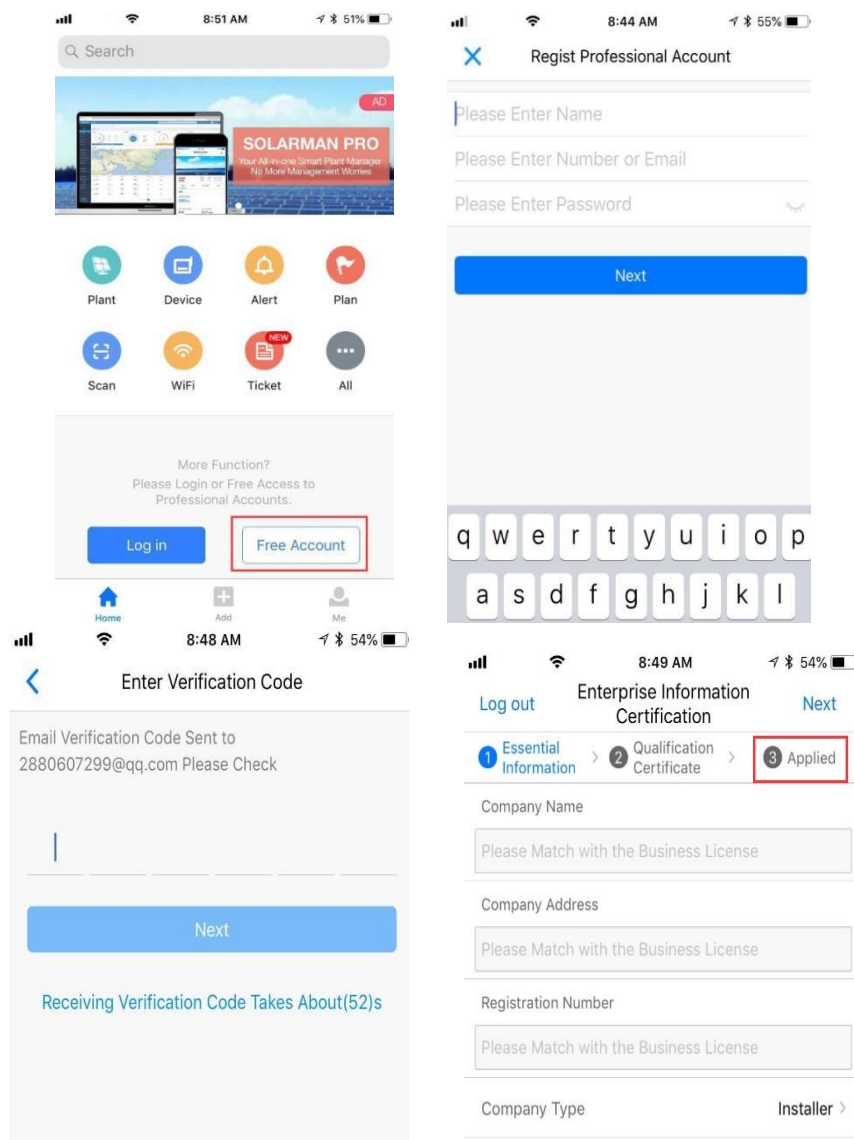 8:51 AM
51%
Search
AD
SOLARMAN PRO
Your All-in-one Smart Plant Manager
No More Management Worries
Plant
Device
Alert
Plan
NEW
Scan
WiFi
Ticket
All
More Function?
Please Login or Free Access to
Professional Accounts.
Log in
Free Account
Home
Add
Me
8:44 AM
55%
Regist Professional Account
Please Enter Name
Please Enter Number or Email
Please Enter Password
Next
q w e r t y u i o p
a s d f g h j k l
8:48 AM
54%
Enter Verification Code
Email Verification Code Sent to
2880607299@qq.com Please Check
Next
Receiving Verification Code Takes About(52)s
8:49 AM
54%
Log out
Enterprise Information
Certification
Next
1 Essential
Information
2 Qualification
Certificate
3 Applied
Company Name
Please Match with the Business License
Company Address
Please Match with the Business License
Registration Number
Please Match with the Business License
Company Type
Installer